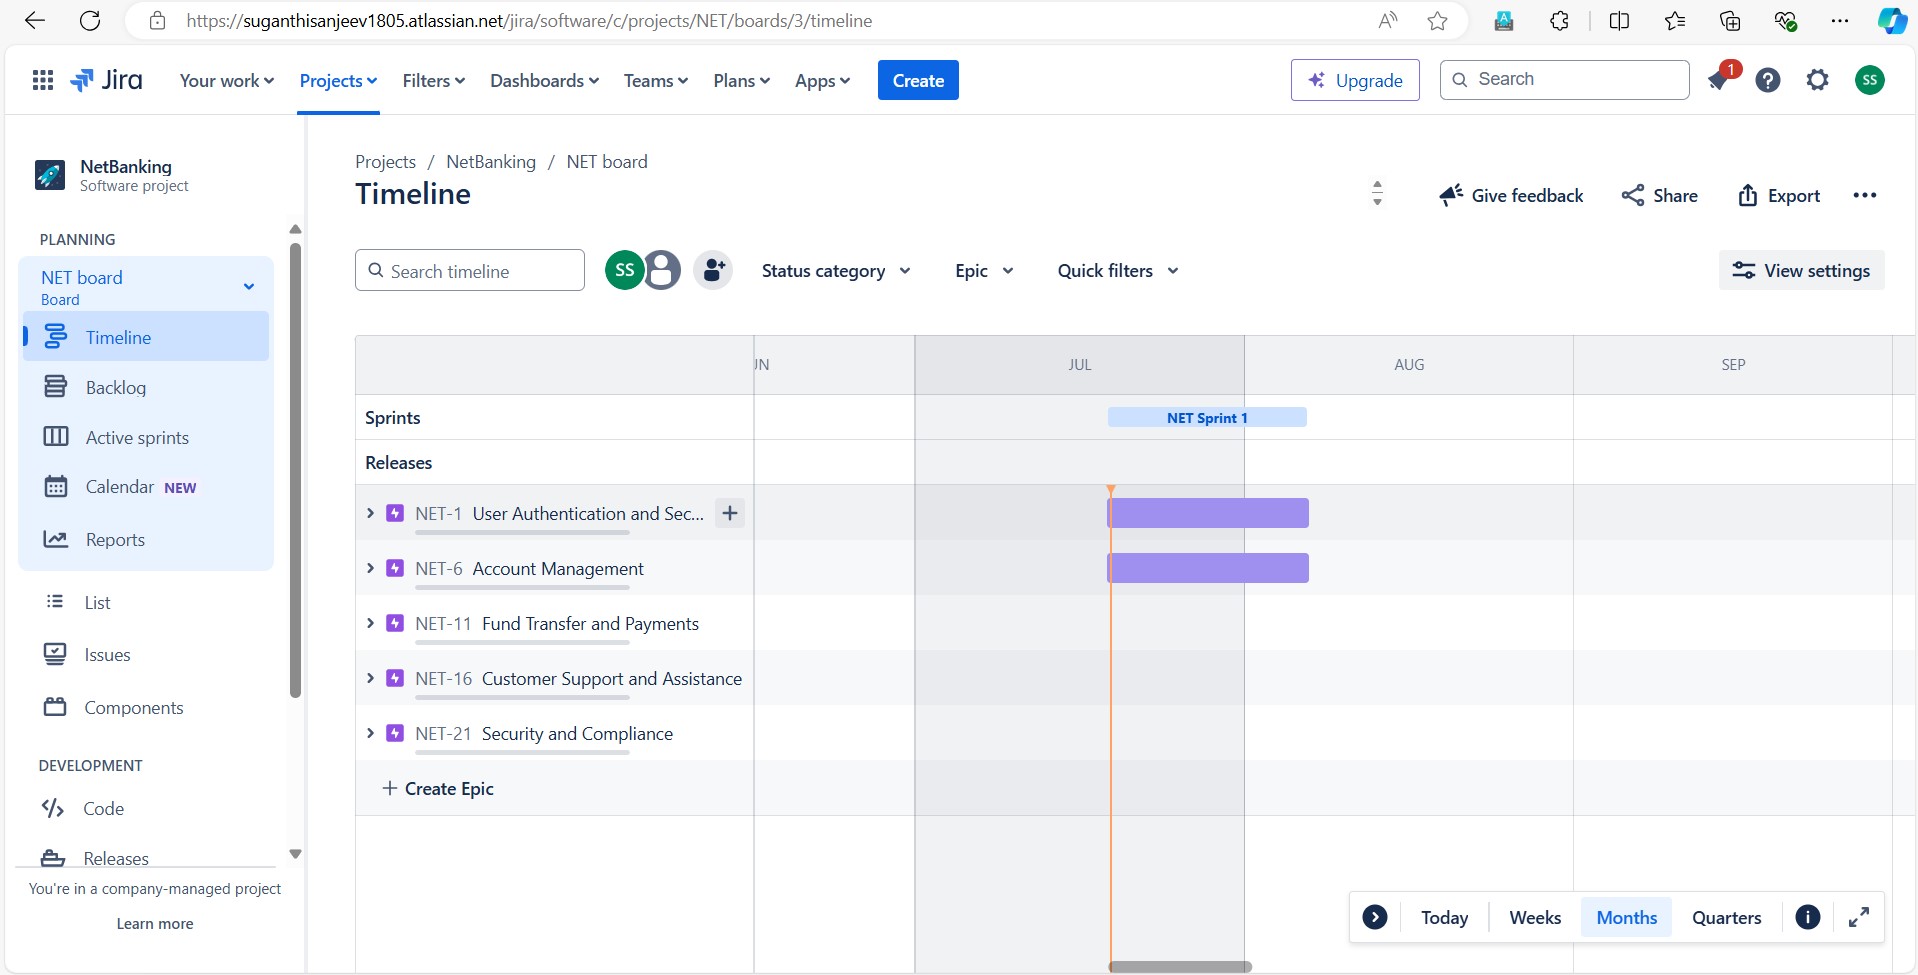 https://suganthisanjeev1805.atlassian.net/jira/software/c/projects/NET/boards/3/timeline
Jira Your work Projects Filters Dashboards Teams Plans Apps Create Upgrade Search 1 SS
NetBanking
Software project
PLANNING
NET board
Board
Timeline
Backlog
Active sprints
Calendar NEW
Reports
List
Issues
Components
DEVELOPMENT
Code
Releases
You're in a company-managed project
Learn more
Projects / NetBanking / NET board
Timeline
Give feedback Share Export
Search timeline SS Status category Epic Quick filters View settings
JN JUL AUG SEP
Sprints NET Sprint 1
Releases
NET-1 User Authentication and Sec...
NET-6 Account Management
NET-11 Fund Transfer and Payments
NET-16 Customer Support and Assistance
NET-21 Security and Compliance
+ Create Epic
Today Weeks Months Quarters